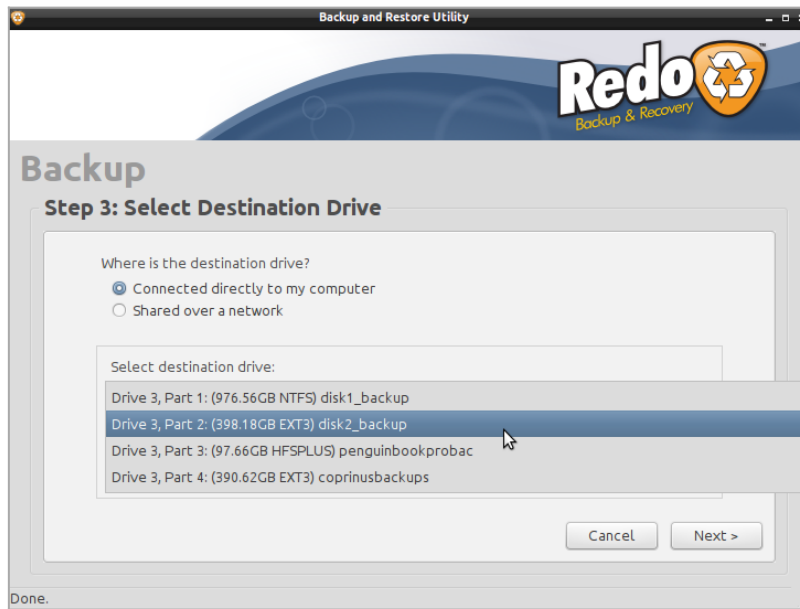 Backup and Restore Utility
Redo™
Backup & Recovery
Backup
Step 3: Select Destination Drive
Where is the destination drive?
Connected directly to my computer
Shared over a network
Select destination drive:
Drive 3, Part 1: (976.56GB NTFS) disk1_backup
Drive 3, Part 2: (398.18GB EXT3) disk2_backup
Drive 3, Part 3: (97.66GB HFSPLUS) penguinbookprobac
Drive 3, Part 4: (390.62GB EXT3) coprinusbackups
Cancel Next >
Done.